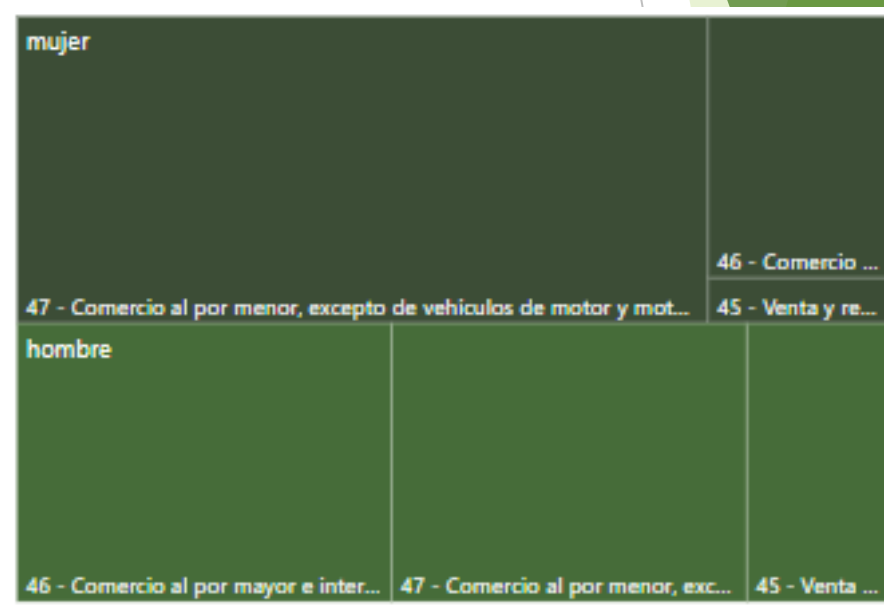 mujer
46 - Comercio ...
47 - Comercio al por menor, excepto de vehículos de motor y mot...
45 - Venta y re...
hombre
46 - Comercio al por mayor e inter...
47 - Comercio al por menor, exc...
45 - Venta ...